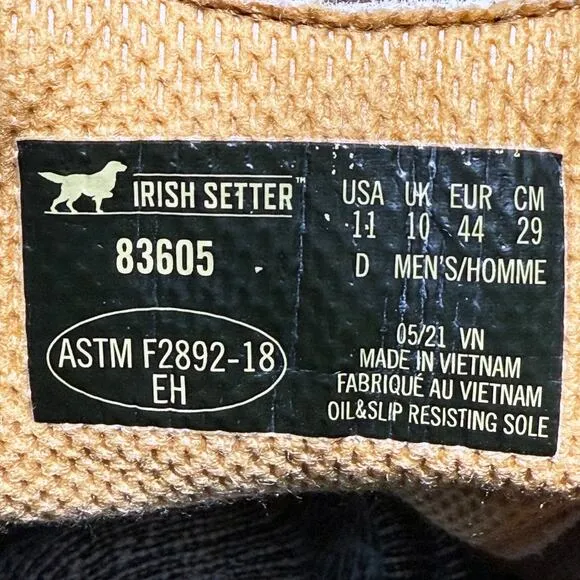 IRISH SETTER™
83605
ASTM F2892-18
EH
USA UK EUR CM
11 10 44 29
D MEN'S/HOMME
05/21 VN
MADE IN VIETNAM
FABRIQUÉ AU VIETNAM
OIL&SLIP RESISTING SOLE